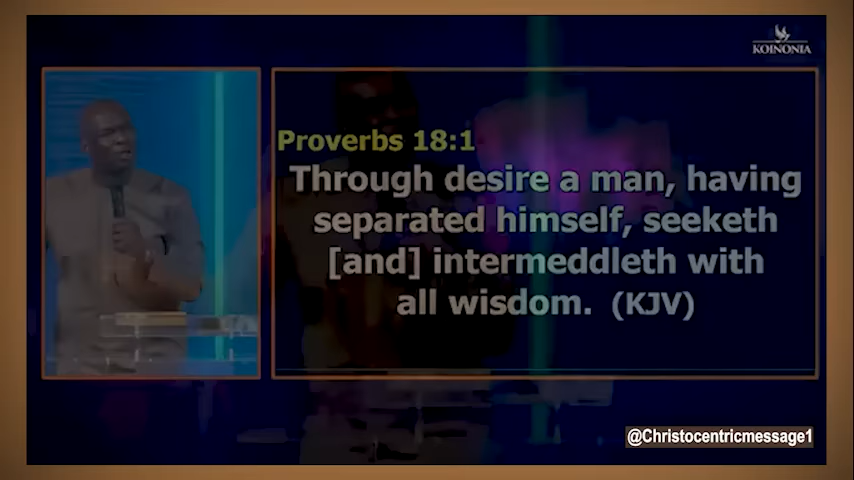 KOINONIA
Proverbs 18:1
Through desire a man, having
separated himself, seeketh
[and] intermeddleth with
all wisdom. (KJV)
@Christocentricmessage1